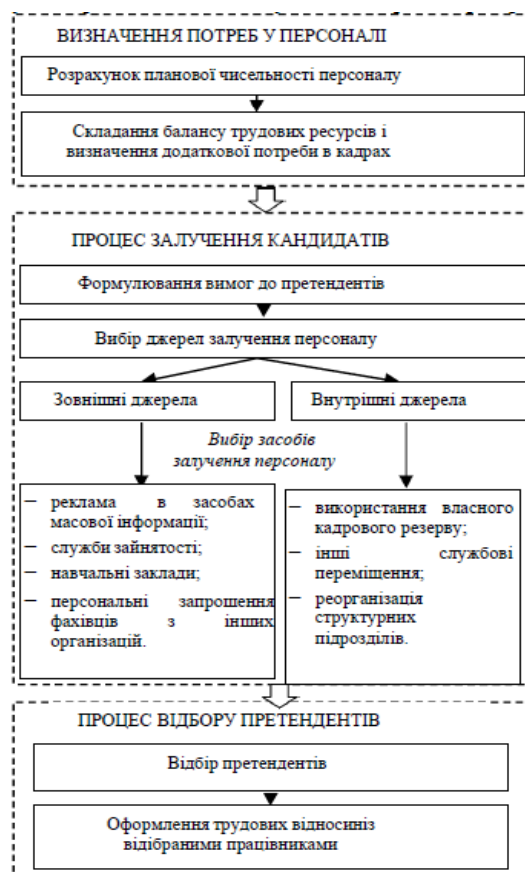 ВИЗНАЧЕННЯ ПОТРЕБ У ПЕРСОНАЛІ
Розрахунок планової чисельності персоналу
Складання балансу трудових ресурсів і
визначення додаткової потреби в кадрах
ПРОЦЕС ЗАЛУЧЕННЯ КАНДИДАТІВ
Формулювання вимог до претендентів
Вибір джерел залучення персоналу
Зовнішні джерела
Внутрішні джерела
Вибір засобів
залучення персоналу
– реклама в засобах
масової інформації;
– служби зайнятості;
– навчальні заклади;
– персональні запрошення
фахівців з інших
організацій.
– використання власного
кадрового резерву;
– інші службові
переміщення;
– реорганізація
структурних
підрозділів.
ПРОЦЕС ВІДБОРУ ПРЕТЕНДЕНТІВ
Відбір претендентів
Оформлення трудових відносиніз
відібраними працівниками